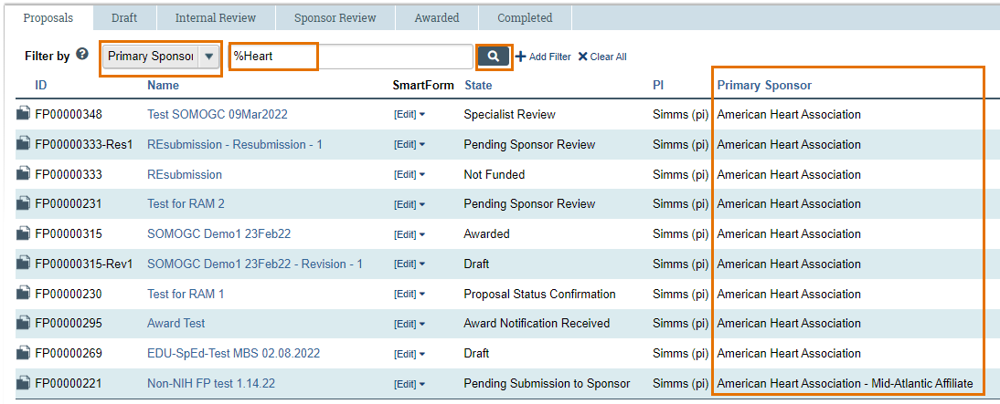 Proposals Draft Internal Review Sponsor Review Awarded Completed
Filter by ? Primary Sponsor %Heart Add Filter Clear All
ID Name SmartForm State PI Primary Sponsor
FP00000348 Test SOMOGC 09Mar2022 [Edit] Specialist Review Simms (pi) American Heart Association
FP00000333-Res1 REsubmission - Resubmission - 1 [Edit] Pending Sponsor Review Simms (pi) American Heart Association
FP00000333 REsubmission [Edit] Not Funded Simms (pi) American Heart Association
FP00000231 Test for RAM 2 [Edit] Pending Sponsor Review Simms (pi) American Heart Association
FP00000315 SOMOGC Demo1 23Feb22 [Edit] Awarded Simms (pi) American Heart Association
FP00000315-Rev1 SOMOGC Demo1 23Feb22 - Revision - 1 [Edit] Draft Simms (pi) American Heart Association
FP00000230 Test for RAM 1 [Edit] Proposal Status Confirmation Simms (pi) American Heart Association
FP00000295 Award Test [Edit] Award Notification Received Simms (pi) American Heart Association
FP00000269 EDU-SpEd-Test MBS 02.08.2022 [Edit] Draft Simms (pi) American Heart Association
FP00000221 Non-NIH FP test 1.14.22 [Edit] Pending Submission to Sponsor Simms (pi) American Heart Association - Mid-Atlantic Affiliate